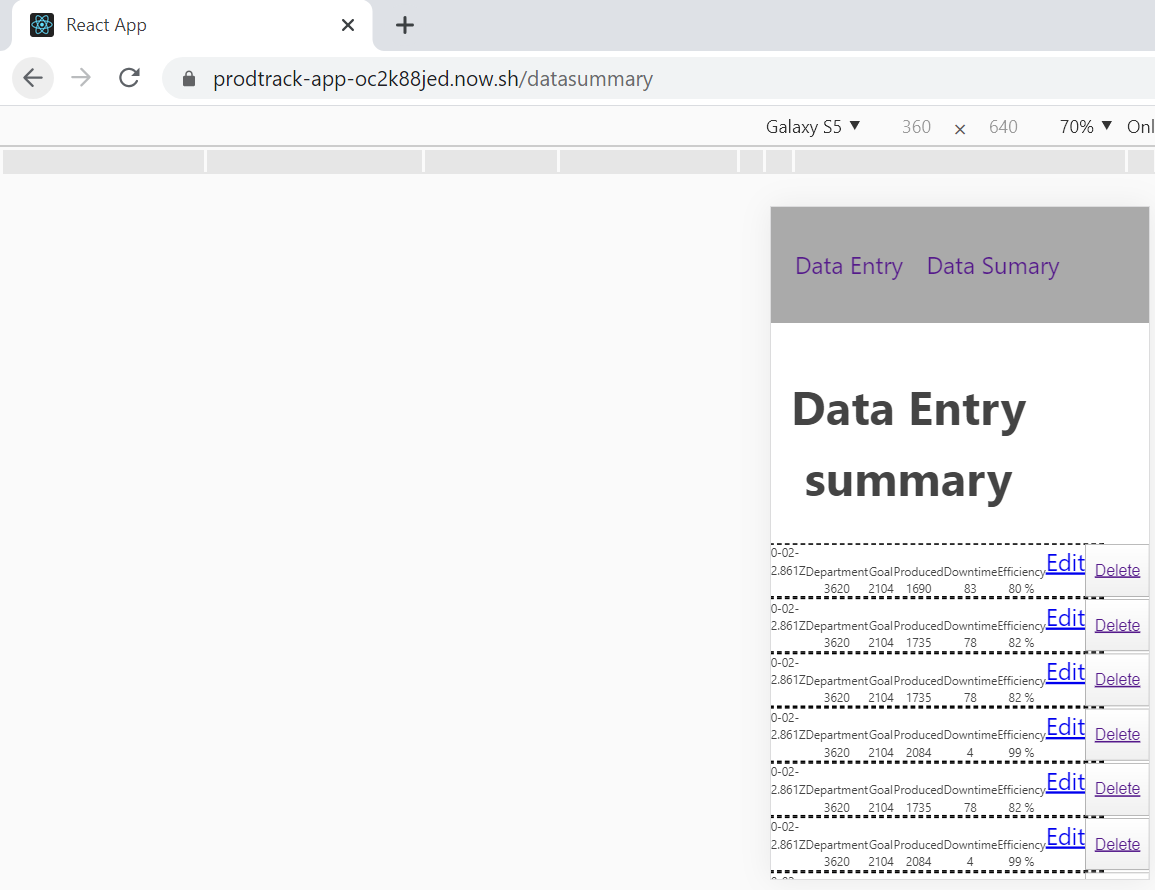 React App
prodtrack-app-oc2k88jed.now.sh/datasummary
Galaxy S5 ▼ 360 × 640 70% ▼ Onl
Data Entry Data Sumary
Data Entry
summary
0-02-
2.861Z Department Goal Produced Downtime Efficiency Edit Delete
3620 2104 1690 83 80 %
0-02-
2.861Z Department Goal Produced Downtime Efficiency Edit Delete
3620 2104 1735 78 82 %
0-02-
2.861Z Department Goal Produced Downtime Efficiency Edit Delete
3620 2104 1735 78 82 %
0-02-
2.861Z Department Goal Produced Downtime Efficiency Edit Delete
3620 2104 2084 4 99 %
0-02-
2.861Z Department Goal Produced Downtime Efficiency Edit Delete
3620 2104 1735 78 82 %
0-02-
2.861Z Department Goal Produced Downtime Efficiency Edit Delete
3620 2104 2084 4 99 %